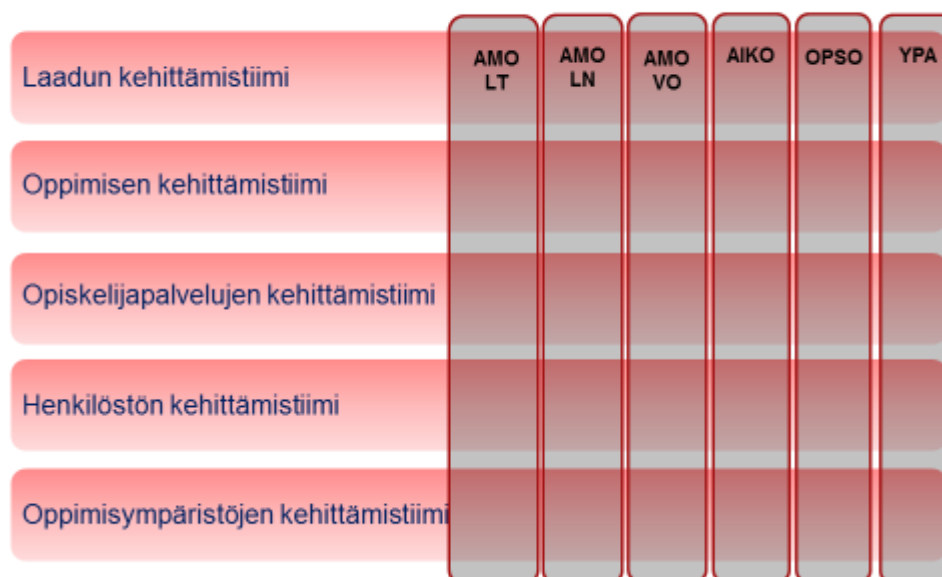 Laadun kehittämistiimi
AMO
LT
AMO
LN
AMO
VO
AIKO
OPSO
YPA
Oppimisen kehittämistiimi
Opiskelijapalvelujen kehittämistiimi
Henkilöstön kehittämistiimi
Oppimisympäristöjen kehittämistiimi